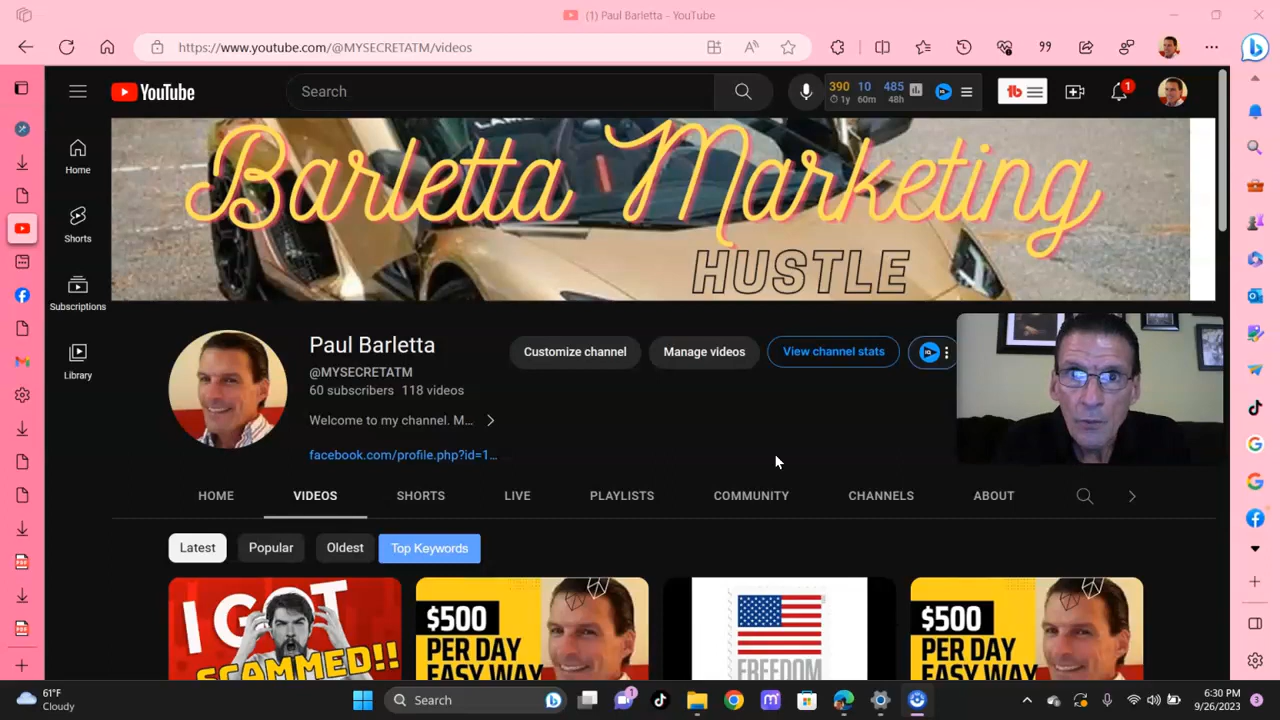 (1) Paul Barletta - YouTube
https://www.youtube.com/@MYSECRETATM/videos
YouTube
Search
390 10 485
1y 60m 48h
1
Barletta Marketing
HUSTLE
Home
Shorts
Subscriptions
Library
Paul Barletta
@MYSECRETATM
60 subscribers 118 videos
Welcome to my channel. M...
facebook.com/profile.php?id=1...
Customize channel
Manage videos
View channel stats
HOME
VIDEOS
SHORTS
LIVE
PLAYLISTS
COMMUNITY
CHANNELS
ABOUT
Latest
Popular
Oldest
Top Keywords
I GOT
SCAMMED!!
$500
PER DAY
EASY WAY
FREEDOM
$500
PER DAY
EASY WAY
61°F
Cloudy
Search
1
6:30 PM
9/26/2023
3